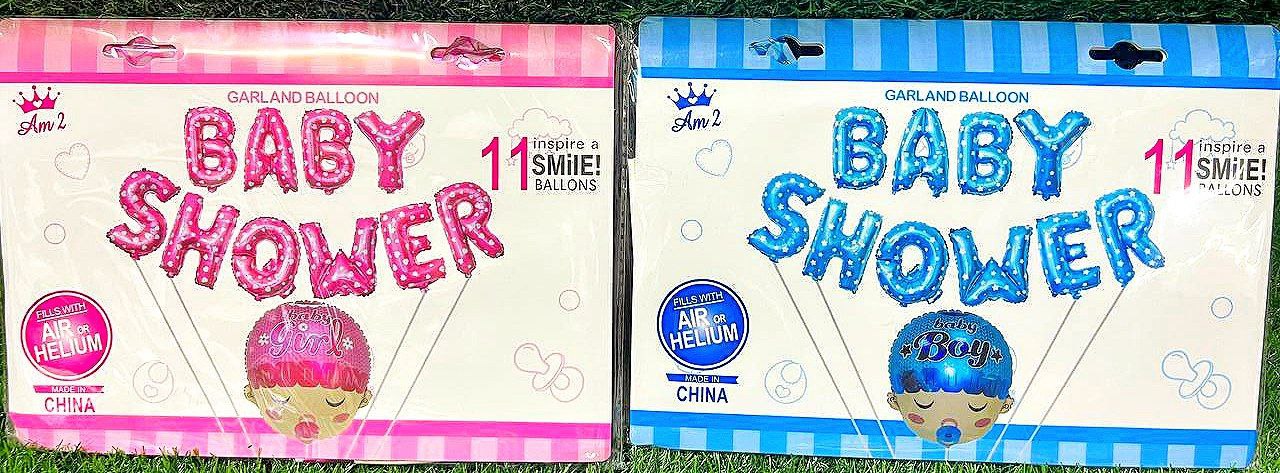 GARLAND BALLOON
Am 2
BABY
SHOWER
11
inspire a
SMilE!
BALLONS
FILLS WITH
AIR OR
HELIUM
MADE IN
CHINA
baby
Girl
GARLAND BALLOON
Am 2
BABY
SHOWER
11
inspire a
SMilE!
BALLONS
FILLS WITH
AIR OR
HELIUM
MADE IN
CHINA
baby
Boy